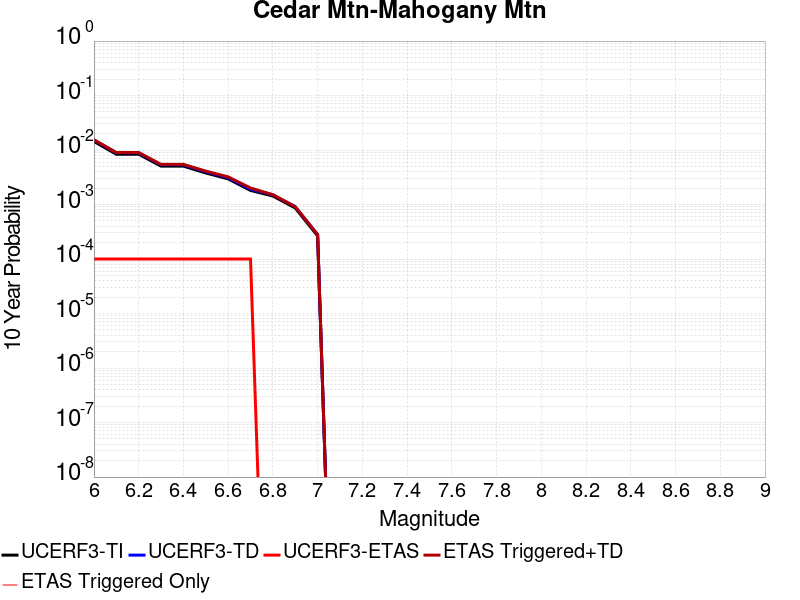 Cedar Mtn-Mahogany Mtn
10 0
10 -1
10 -2
10 -3
10 -4
10 -5
10 -6
10 -7
10 -8
10 Year Probability
6 6.2 6.4 6.6 6.8 7 7.2 7.4 7.6 7.8 8 8.2 8.4 8.6 8.8 9
Magnitude
UCERF3-TI UCERF3-TD UCERF3-ETAS ETAS Triggered+TD
ETAS Triggered Only